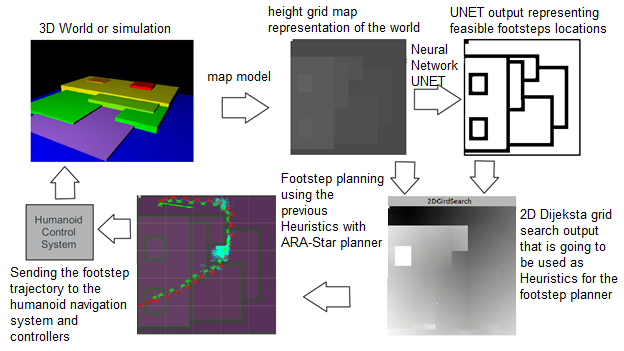 3D World or simulation
height grid map
representation of the world
UNET output representing
feasible footsteps locations
map model
Neural
Network
UNET
Footstep planning
using the
previous
Heuristics with
ARA-Star planner
2DGirdSearch
2D Dijeksta grid
search output
that is going to
be used as
Heuristics for the
footstep planner
Humanoid
Control
System
Sending the footstep
trajectory to the
humanoid navigation
system and
controllers